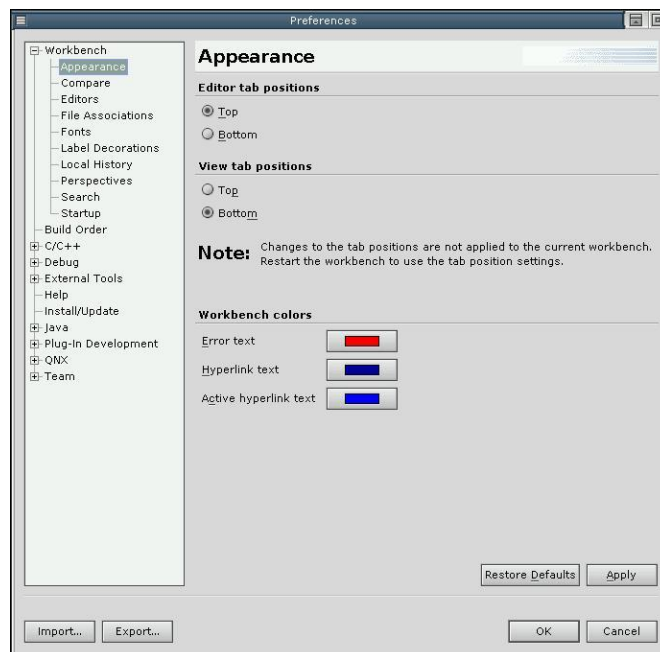 Preferences
Workbench
Appearance
Compare
Editors
File Associations
Fonts
Label Decorations
Local History
Perspectives
Search
Startup
Build Order
C/C++
Debug
External Tools
Help
Install/Update
Java
Plug-In Development
QNX
Team
Appearance
Editor tab positions
Top
Bottom
View tab positions
Top
Bottom
Note: Changes to the tab positions are not applied to the current workbench.
Restart the workbench to use the tab position settings.
Workbench colors
Error text
Hyperlink text
Active hyperlink text
Restore Defaults Apply
Import... Export... OK Cancel